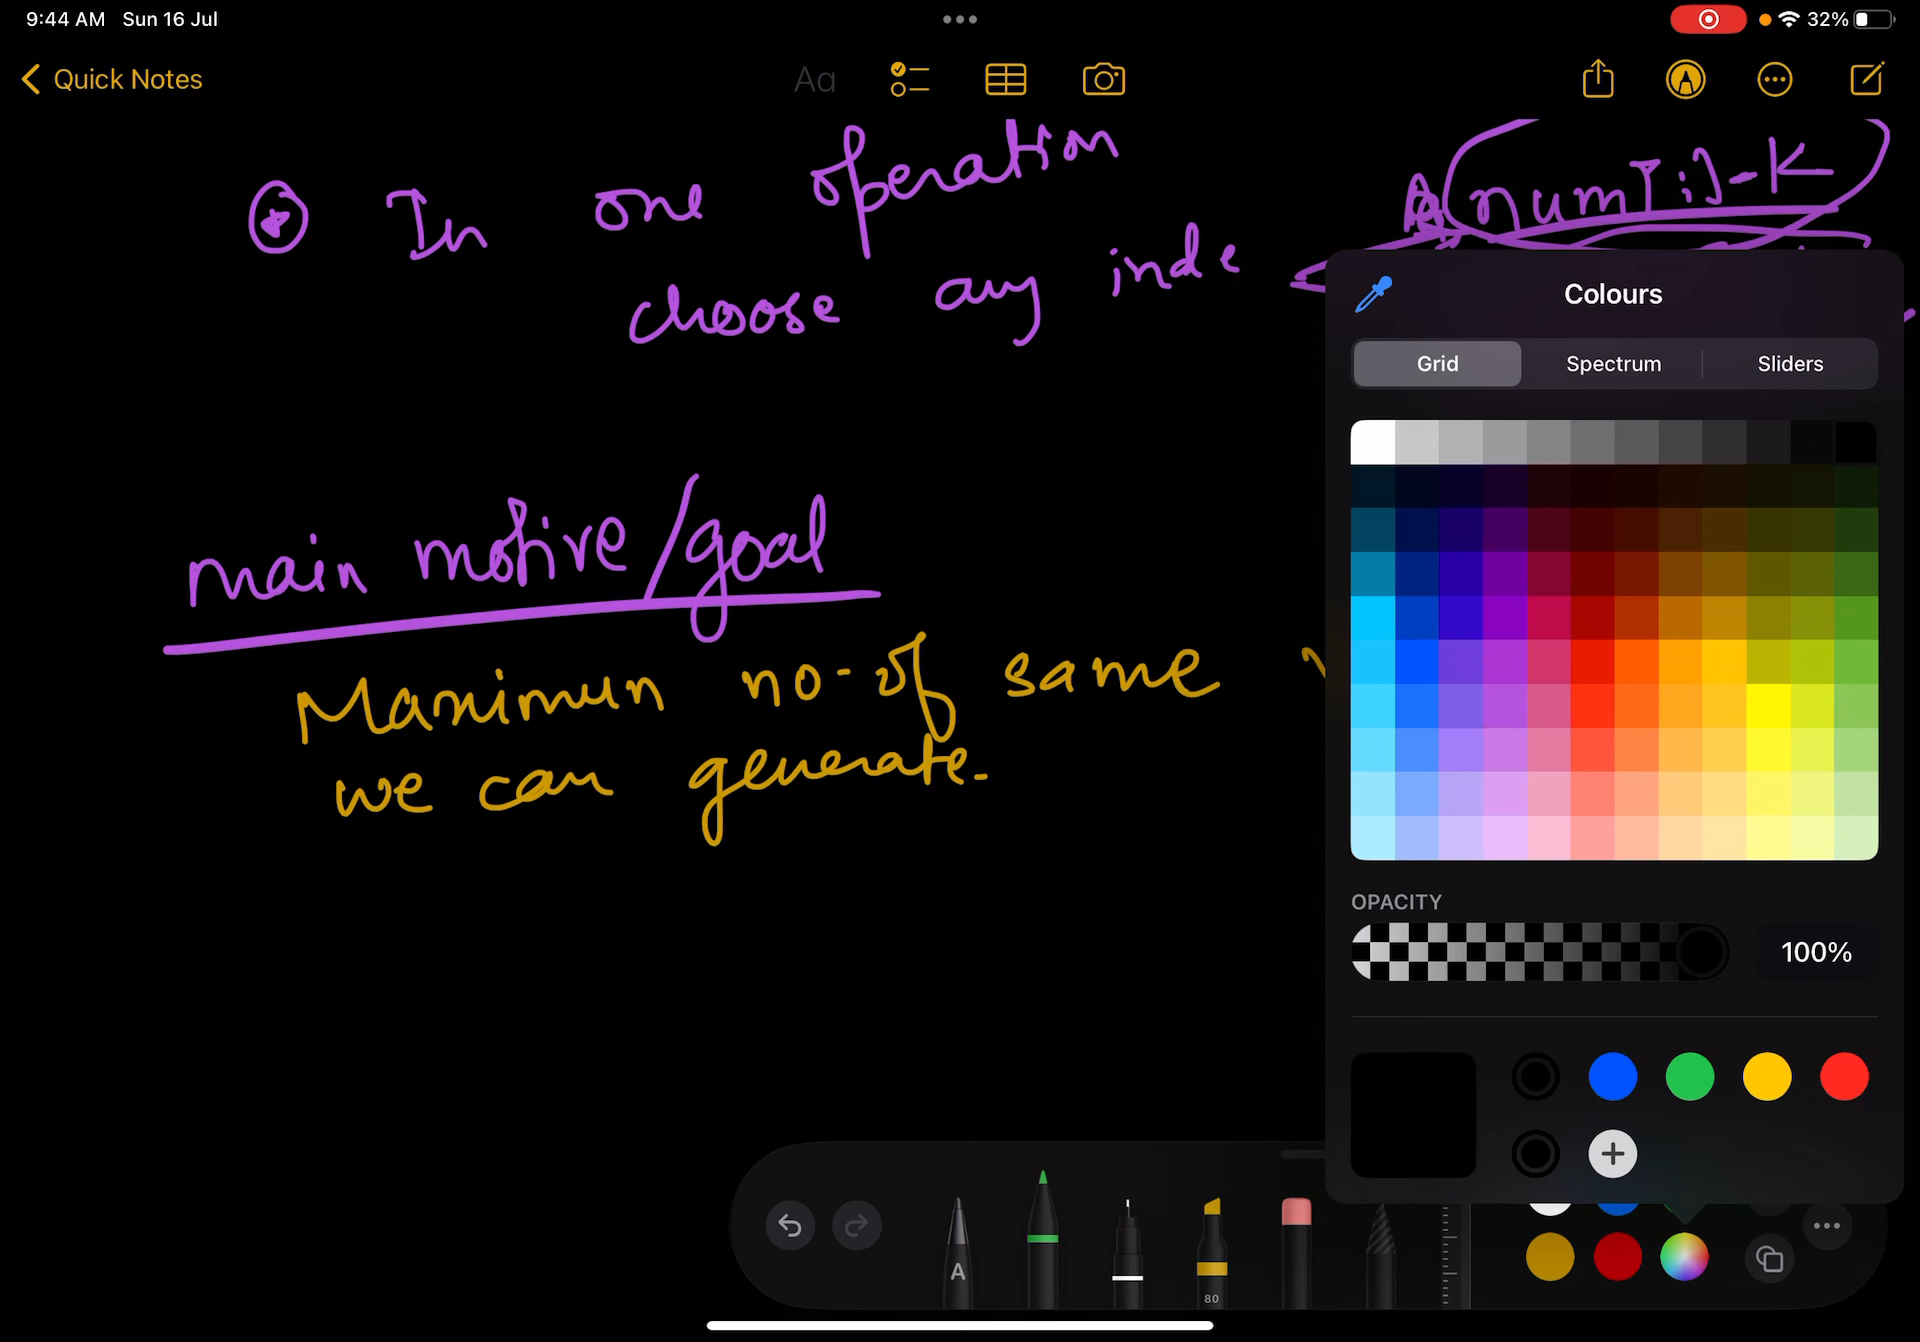 9:44 AM Sun 16 Jul
32%
Quick Notes
Aa
In one operation
(num[i]-K
choose any inde
main motive/goal
Maximum no. of same
we can generate.
Colours
Grid
Spectrum
Sliders
OPACITY
100%
A
80